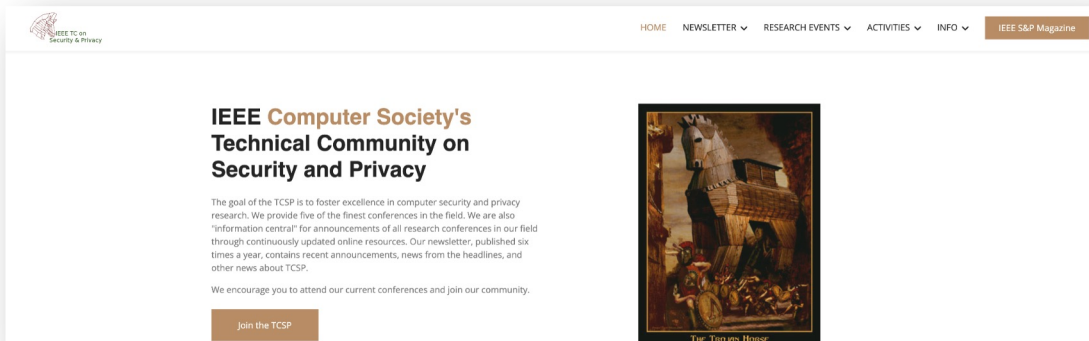 IEEE TC on
Security & Privacy
HOME NEWSLETTER RESEARCH EVENTS ACTIVITIES INFO IEEE S&P Magazine
IEEE Computer Society's
Technical Community on
Security and Privacy
The goal of the TCSP is to foster excellence in computer security and privacy
research. We provide five of the finest conferences in the field. We are also
"information central" for announcements of all research conferences in our field
through continuously updated online resources. Our newsletter, published six
times a year, contains recent announcements, news from the headlines, and
other news about TCSP.
We encourage you to attend our current conferences and join our community.
Join the TCSP
THE TROJAN HORSE